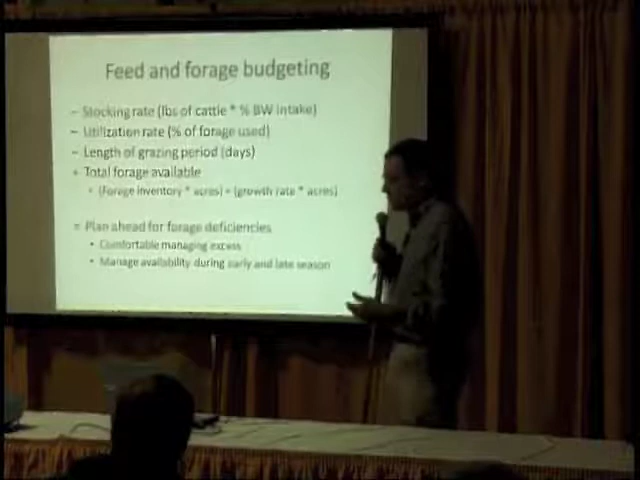 Feed and forage budgeting
– Stocking rate (lbs of cattle * % BW intake)
– Utilization rate (% of forage used)
– Length of grazing period (days)
+ Total forage available
• (Forage inventory * acres) + (growth rate * acres)
= Plan ahead for forage deficiencies
• Comfortable managing excess
• Manage availability during early and late season